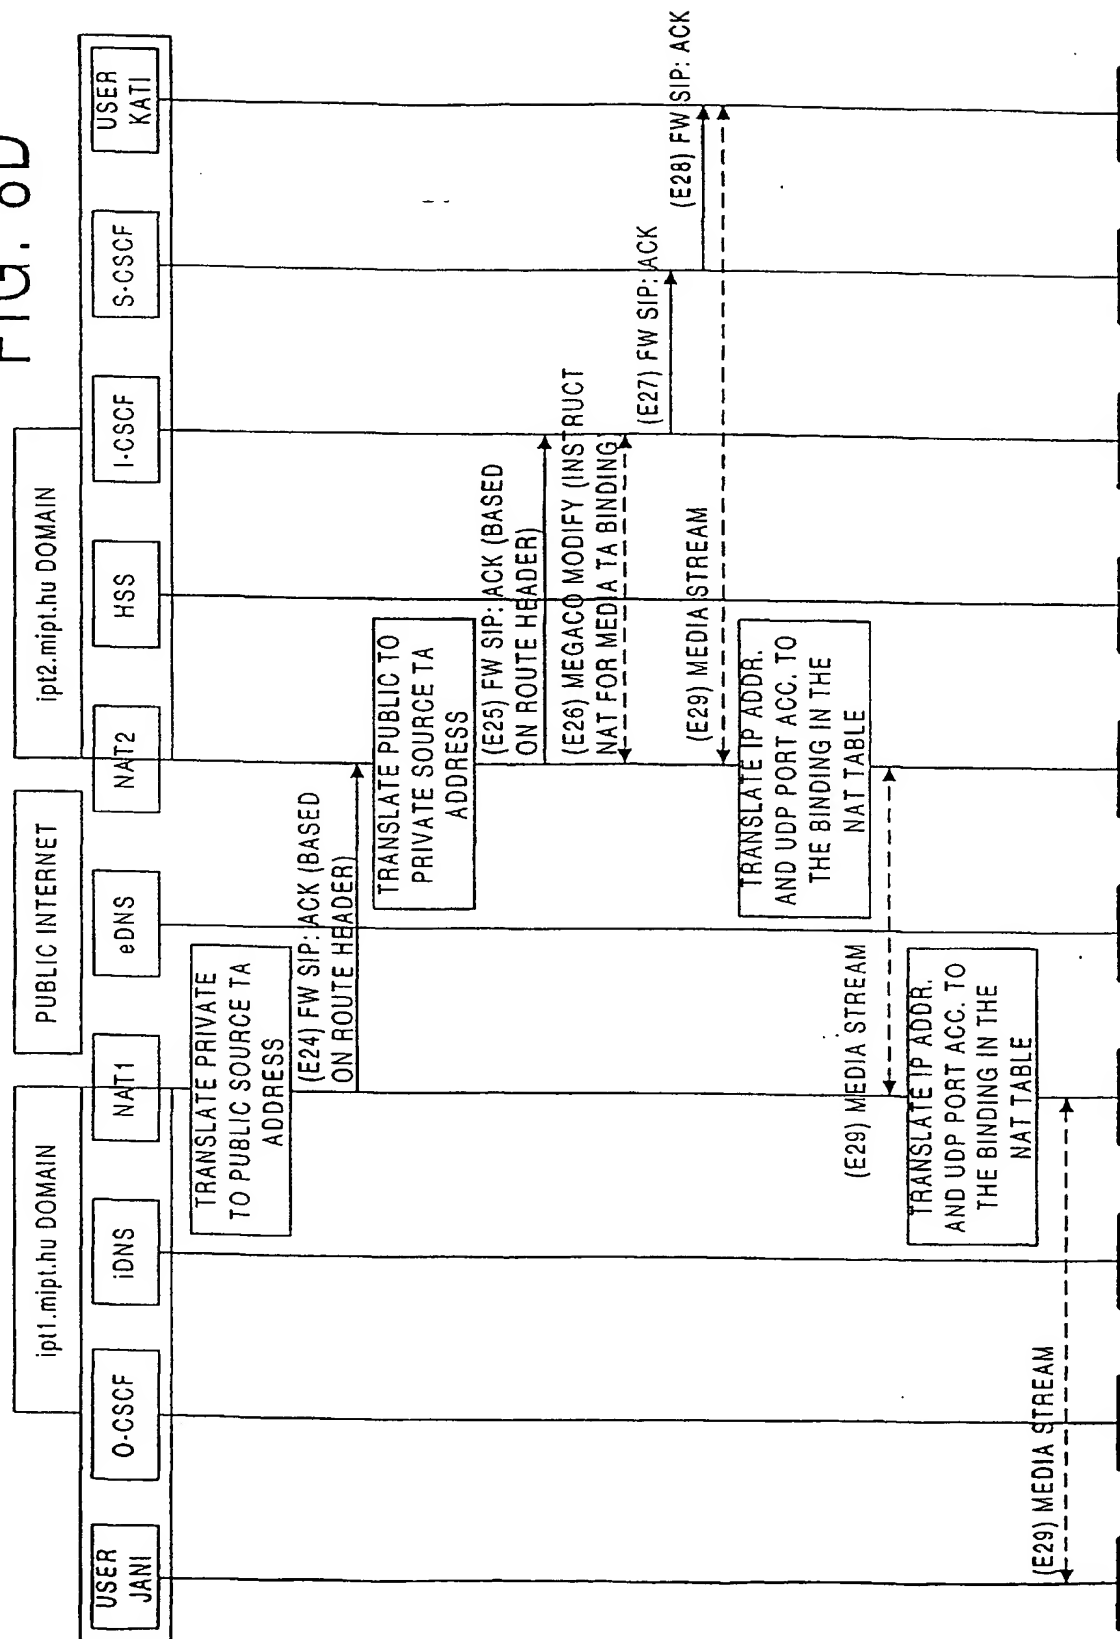 FIG. 8D
ipt1.mipt.hu DOMAIN
PUBLIC INTERNET
ipt2.mipt.hu DOMAIN
USER
JANI
O-CSCF
iDNS
NAT1
eDNS
NAT2
HSS
I-CSCF
S-CSCF
USER
KATI
TRANSLATE PRIVATE
TO PUBLIC SOURCE TA
ADDRESS
(E24) FW SIP: ACK (BASED
ON ROUTE HEADER)
TRANSLATE PUBLIC TO
PRIVATE SOURCE TA
ADDRESS
(E25) FW SIP: ACK (BASED
ON ROUTE HEADER)
(E26) MEGACO MODIFY (INSTRUCT
NAT FOR MEDIA TA BINDING
(E27) FW SIP: ACK
(E28) FW SIP: ACK
(E29) MEDIA STREAM
TRANSLATE IP ADDR.
AND UDP PORT ACC. TO
THE BINDING IN THE
NAT TABLE
(E29) MEDIA STREAM
TRANSLATE IP ADDR.
AND UDP PORT ACC. TO
THE BINDING IN THE
NAT TABLE
(E29) MEDIA STREAM